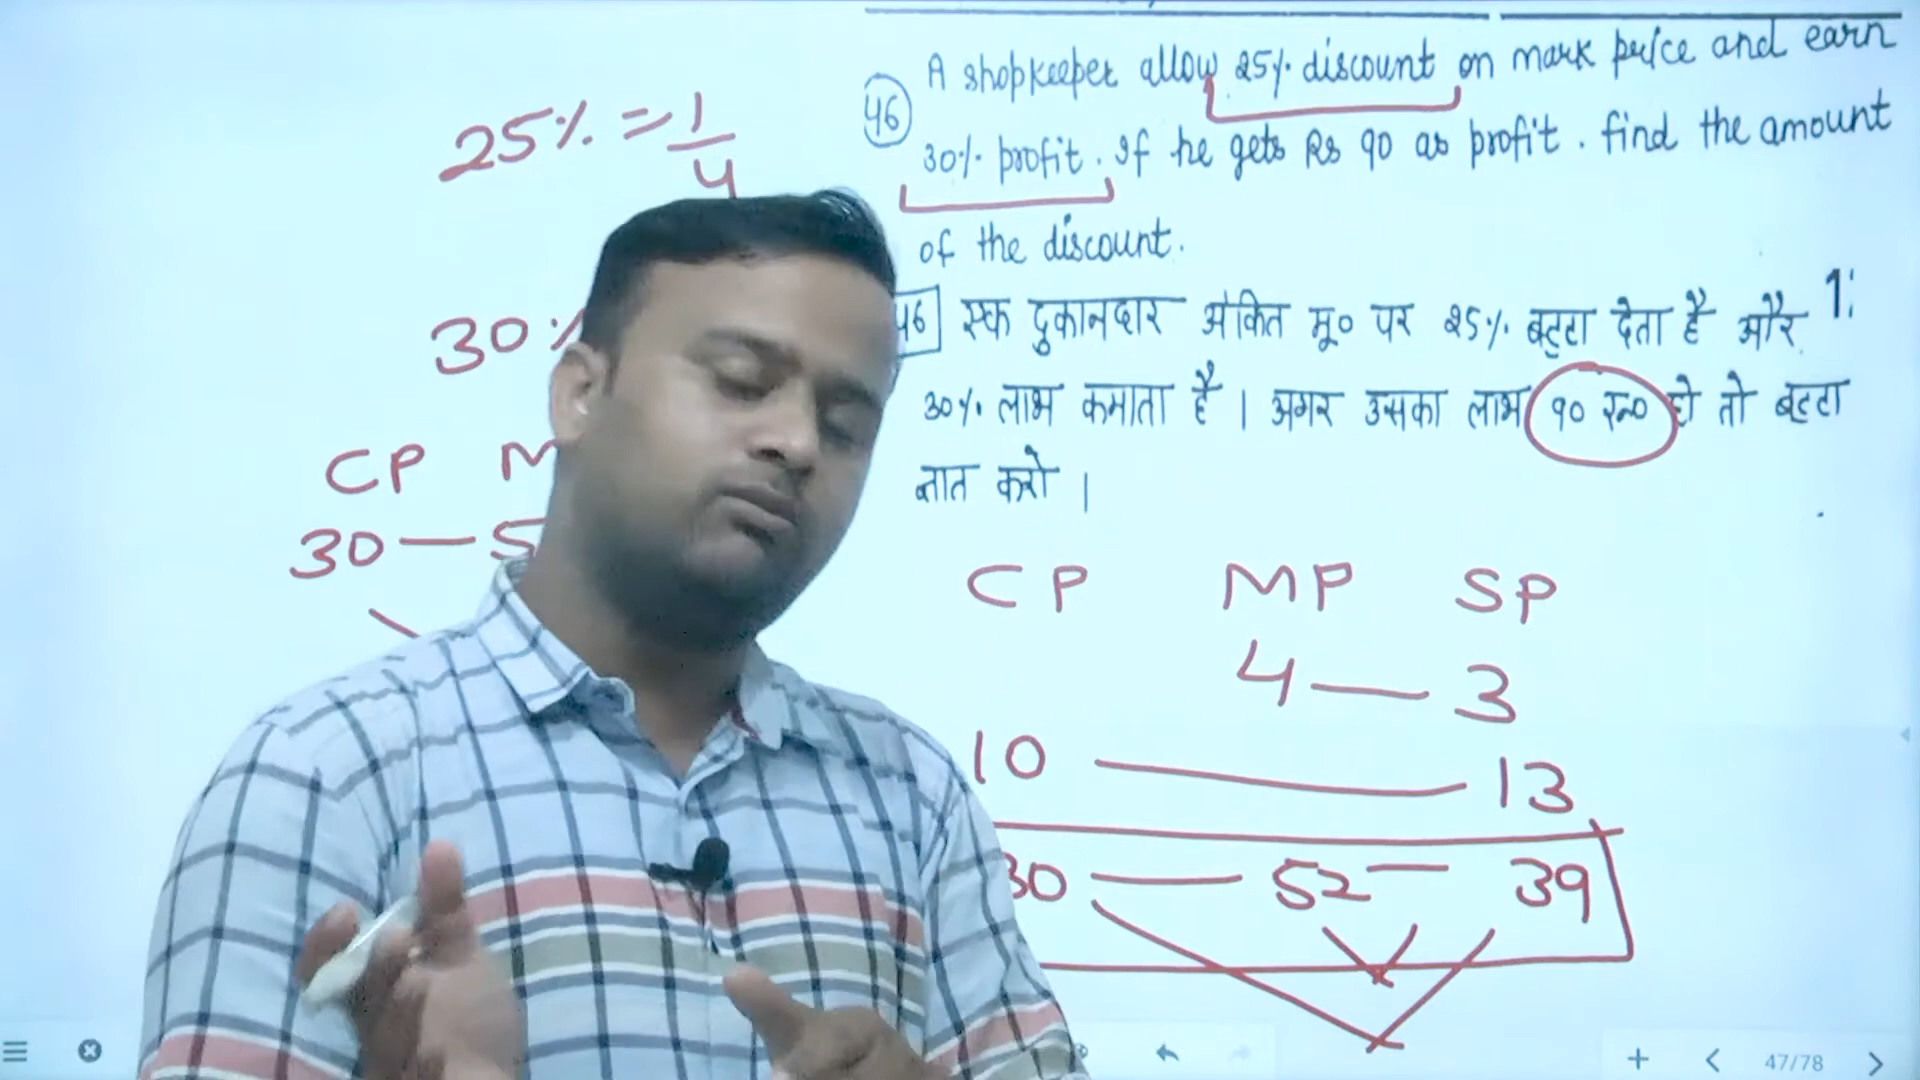 A shopkeeper allow 25% discount on mark price and earn
46
30% profit. If he gets Rs 90 as profit. find the amount
of the discount.
46 एक दुकानदार अंकित मू० पर 25% बट्टा देता है और 1:
30% लाभ कमाता है । अगर उसका लाभ 90 रू० हो तो बट्टा
ज्ञात करो ।
25% = 1/4
30%
CP
30 —
CP MP SP
4 — 3
10 — 13
30 — 52 — 39
47/78